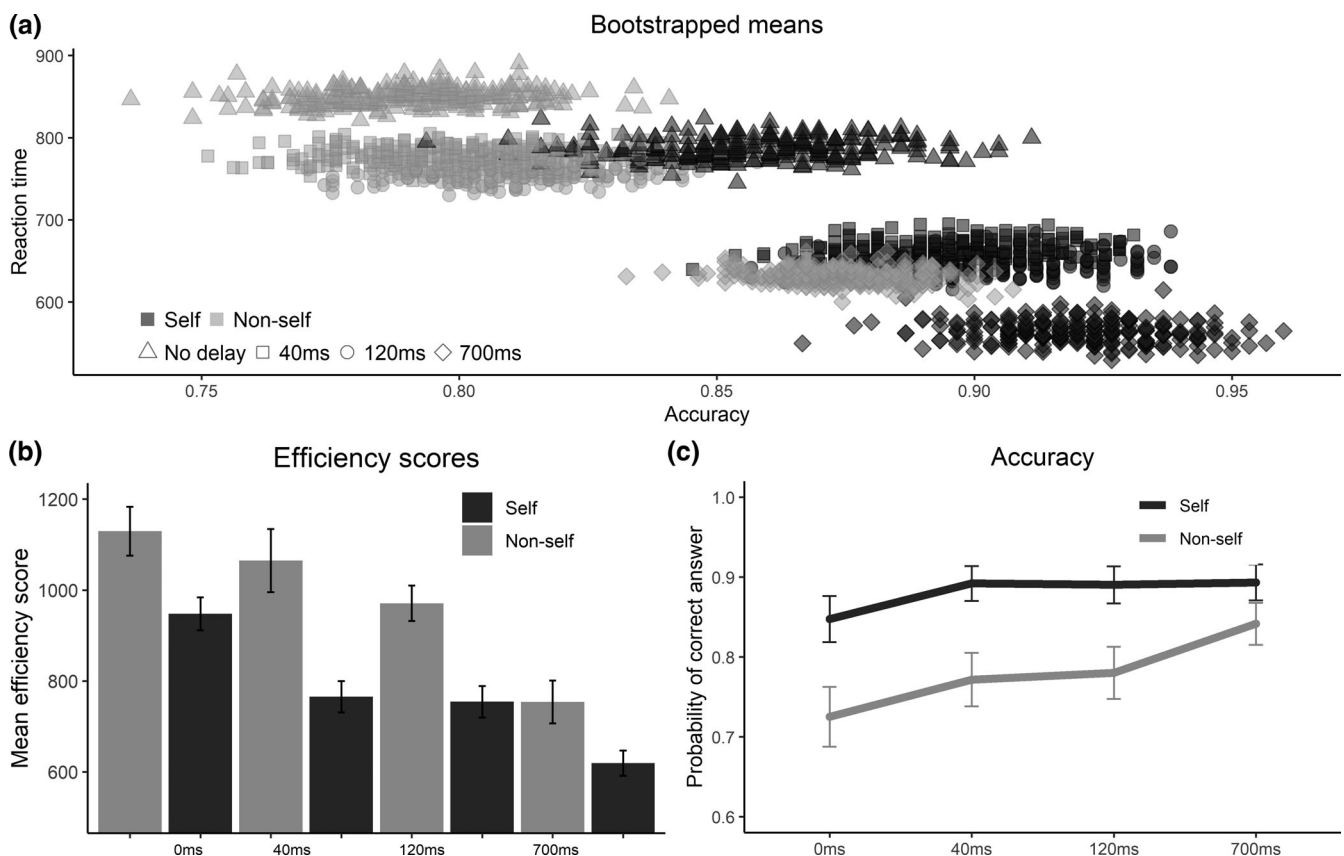 (a)
Bootstrapped means
900
800
700
600
Reaction time
Self Non-self
No delay 40ms 120ms 700ms
0.75 0.80 0.85 0.90 0.95
Accuracy
(b)
Efficiency scores
1200
1000
800
600
Mean efficiency score
Self
Non-self
0ms 40ms 120ms 700ms
(c)
Accuracy
1.0
0.9
0.8
0.7
0.6
Probability of correct answer
Self
Non-self
0ms 40ms 120ms 700ms